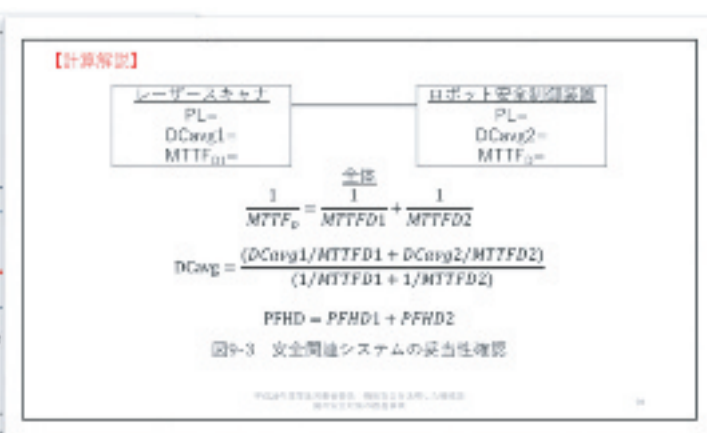 【計算解説】
レーザースキャナ
PL=
DCavg1=
MTTF_D1=
ロボット安全制御装置
PL=
DCavg2=
MTTF_D=
全体
1/MTTF_D = 1/MTTFD1 + 1/MTTFD2
DCavg = (DCavg1/MTTFD1 + DCavg2/MTTFD2)/(1/MTTFD1 + 1/MTTFD2)
PFHD = PFHD1 + PFHD2
図9-3 安全関連システムの妥当性確認